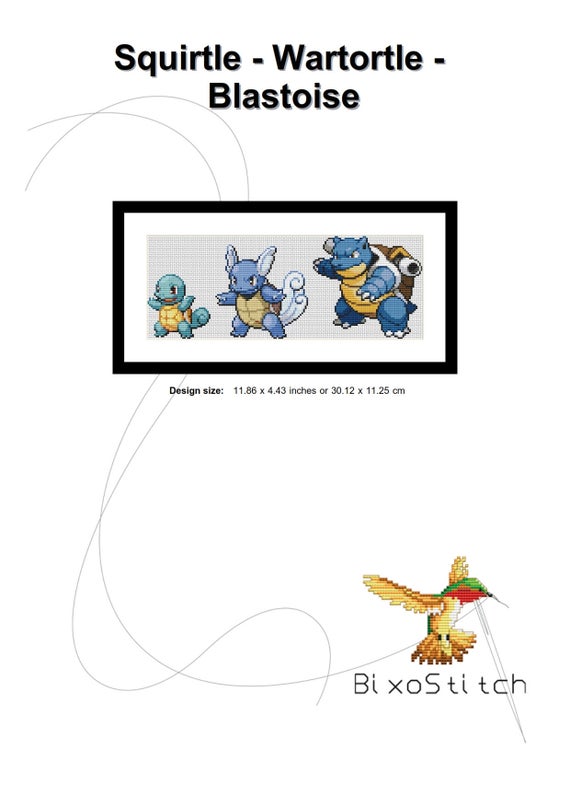 Squirtle - Wartortle -
Blastoise
Design size: 11.86 x 4.43 inches or 30.12 x 11.25 cm
BixoStitch